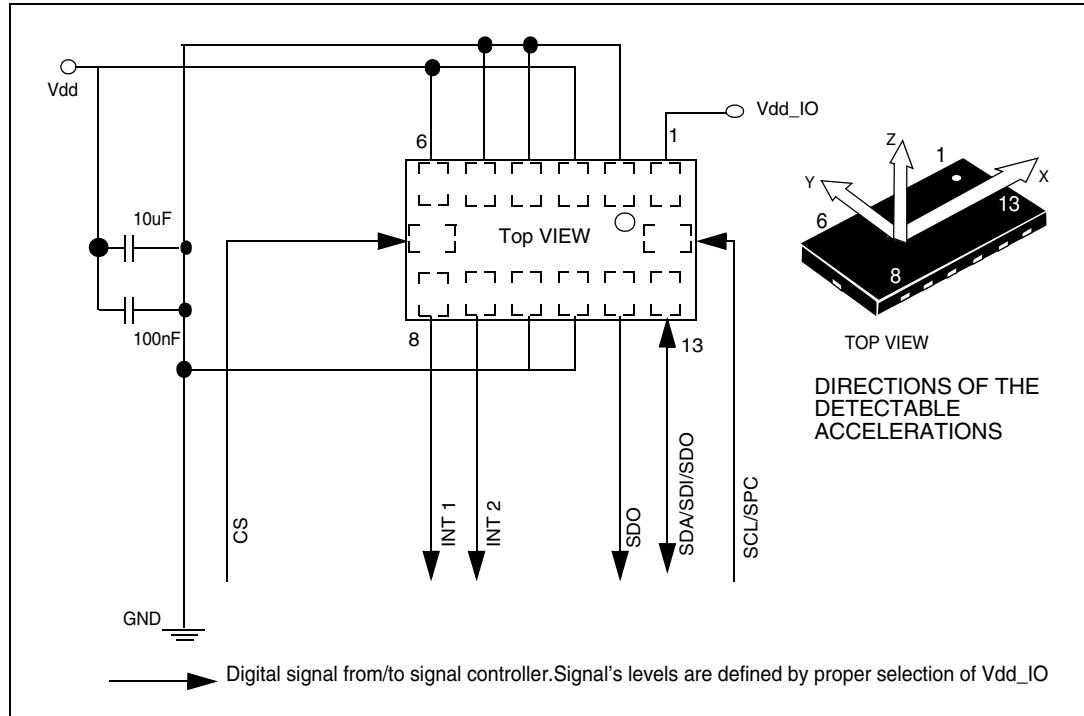 Vdd
Vdd_IO
6
1
10uF
100nF
Top VIEW
8
13
CS
INT 1
INT 2
SDO
SDA/SDI/SDO
SCL/SPC
GND
Z
Y
X
1
6
13
8
TOP VIEW
DIRECTIONS OF THE
DETECTABLE
ACCELERATIONS
Digital signal from/to signal controller.Signal's levels are defined by proper selection of Vdd_IO